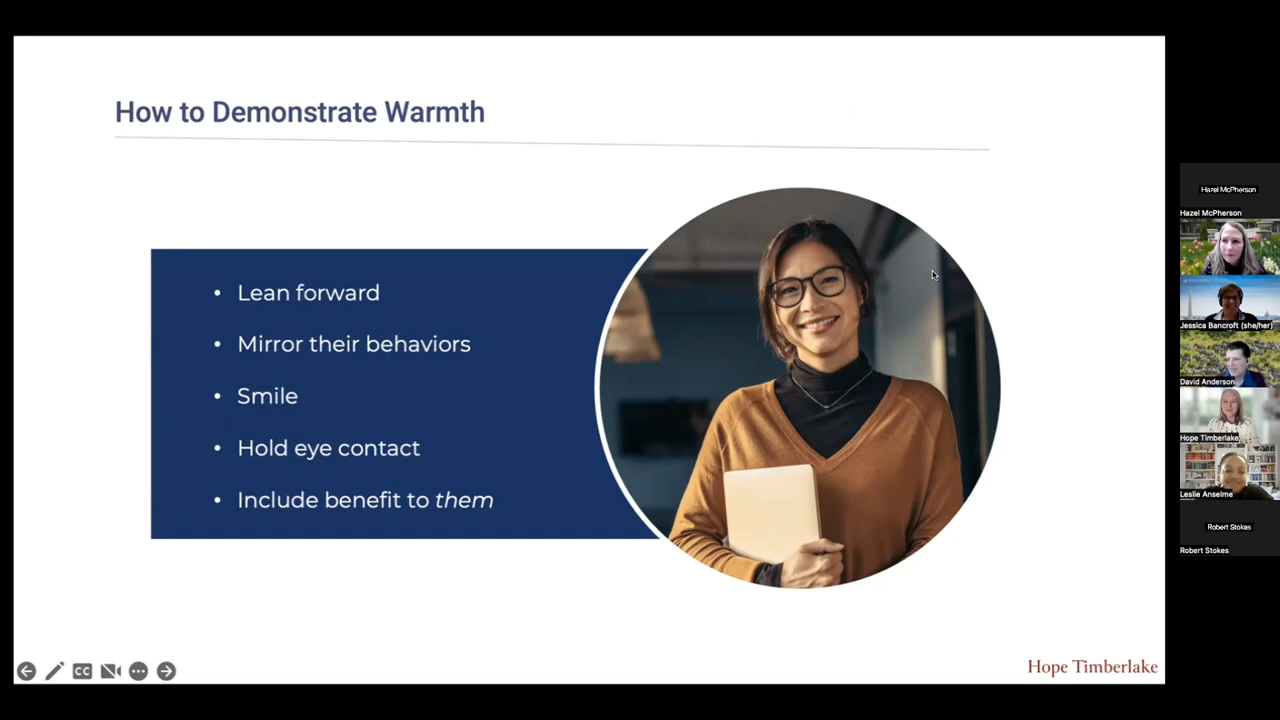 How to Demonstrate Warmth
• Lean forward
• Mirror their behaviors
• Smile
• Hold eye contact
• Include benefit to them
CC
Hope Timberlake
Hazel McPherson
Hazel McPherson
Jessica Bancroft (she/her)
David Anderson
Hope Timberlake
Leslie Anselme
Robert Stokes
Robert Stokes